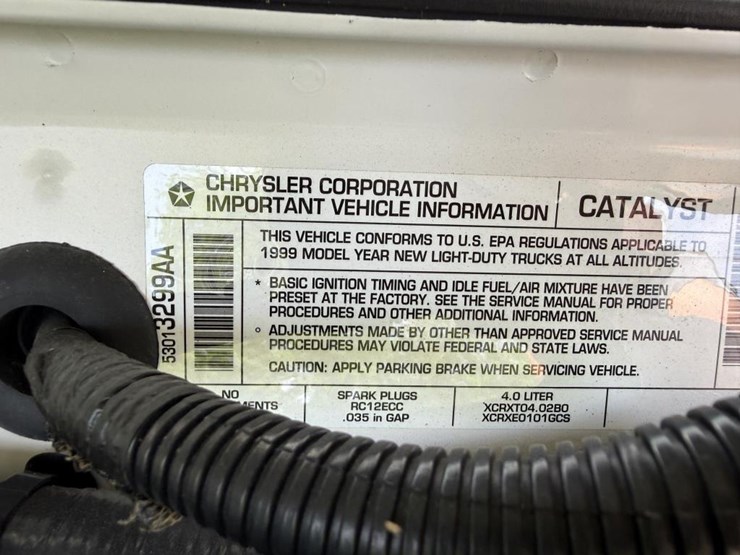 CHRYSLER CORPORATION
IMPORTANT VEHICLE INFORMATION
CATALYST
53013299AA
THIS VEHICLE CONFORMS TO U.S. EPA REGULATIONS APPLICABLE TO
1999 MODEL YEAR NEW LIGHT-DUTY TRUCKS AT ALL ALTITUDES.
* BASIC IGNITION TIMING AND IDLE FUEL/AIR MIXTURE HAVE BEEN
PRESET AT THE FACTORY. SEE THE SERVICE MANUAL FOR PROPER
PROCEDURES AND OTHER ADDITIONAL INFORMATION.
° ADJUSTMENTS MADE BY OTHER THAN APPROVED SERVICE MANUAL
PROCEDURES MAY VIOLATE FEDERAL AND STATE LAWS.
CAUTION: APPLY PARKING BRAKE WHEN SERVICING VEHICLE.
NO
MENTS
SPARK PLUGS
RC12ECC
.035 in GAP
4.0 LITER
XCRXT04.02B0
XCRXE0101GCS